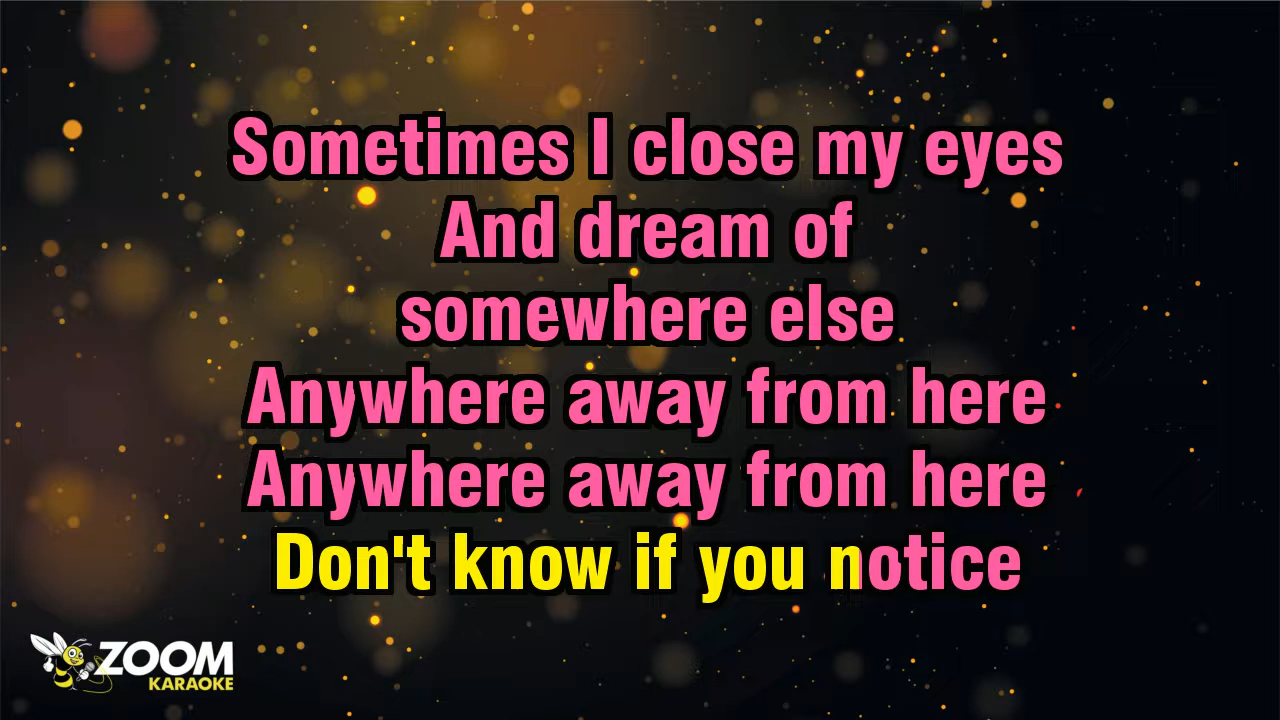 Sometimes I close my eyes
And dream of
somewhere else
Anywhere away from here
Anywhere away from here
Don't know if you notice
ZOOM
KARAOKE